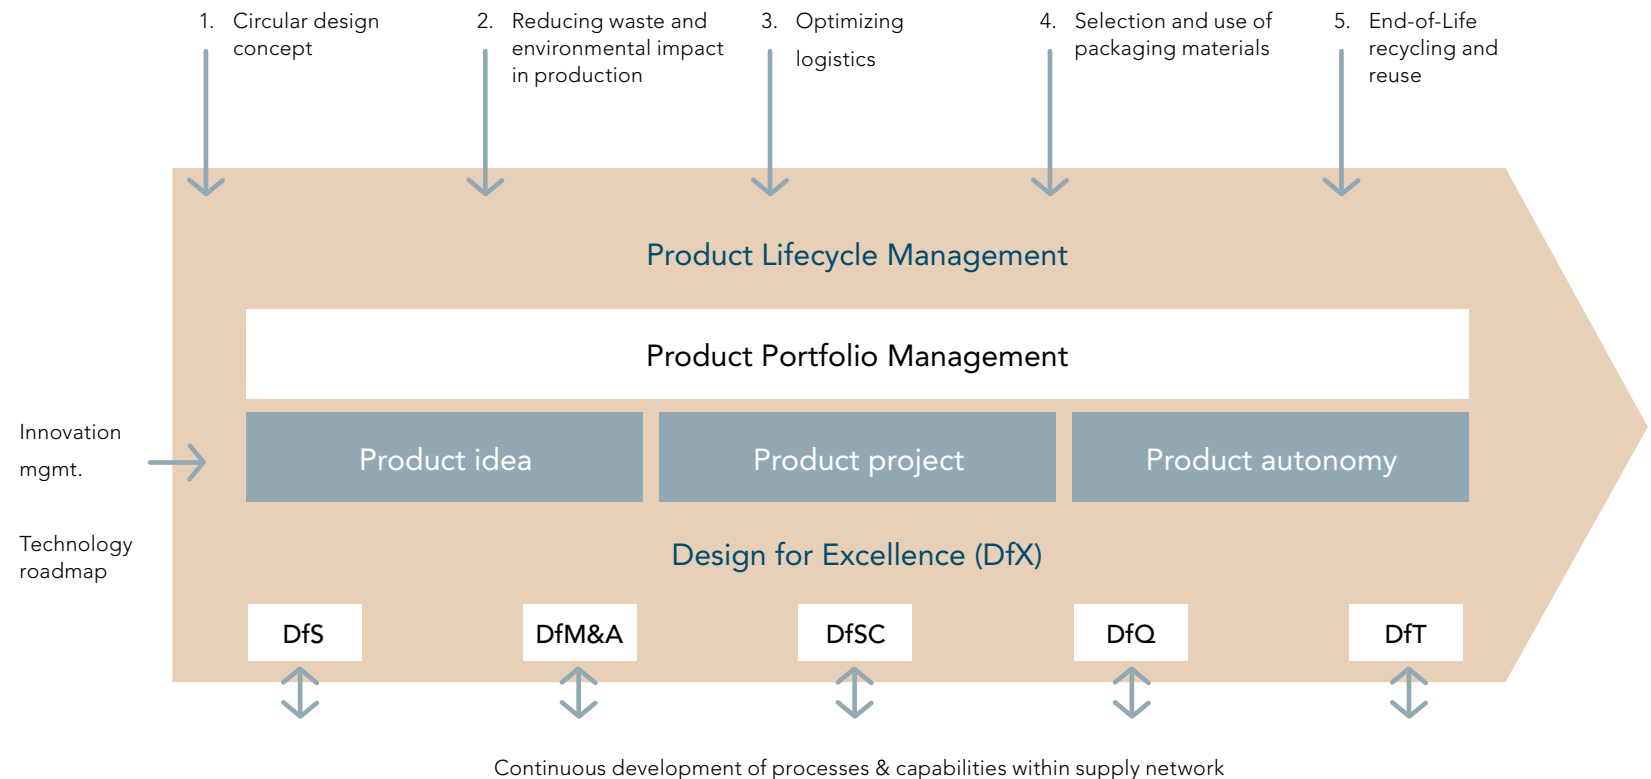 1. Circular design
concept
2. Reducing waste and
environmental impact
in production
3. Optimizing
logistics
4. Selection and use of
packaging materials
5. End-of-Life
recycling and
reuse
Product Lifecycle Management
Product Portfolio Management
Innovation
mgmt.
Product idea
Product project
Product autonomy
Technology
roadmap
Design for Excellence (DfX)
DfS
DfM&A
DfSC
DfQ
DfT
Continuous development of processes & capabilities within supply network